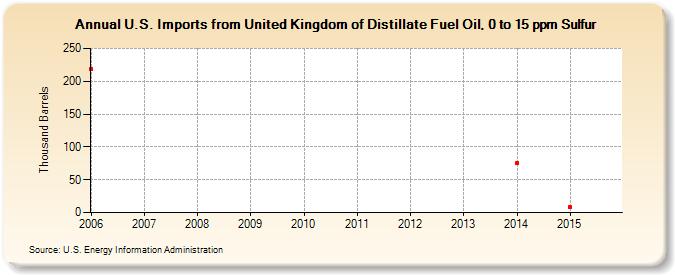 Annual U.S. Imports from United Kingdom of Distillate Fuel Oil, 0 to 15 ppm Sulfur
Thousand Barrels
250
200
150
100
50
0
2006 2007 2008 2009 2010 2011 2012 2013 2014 2015
Source: U.S. Energy Information Administration